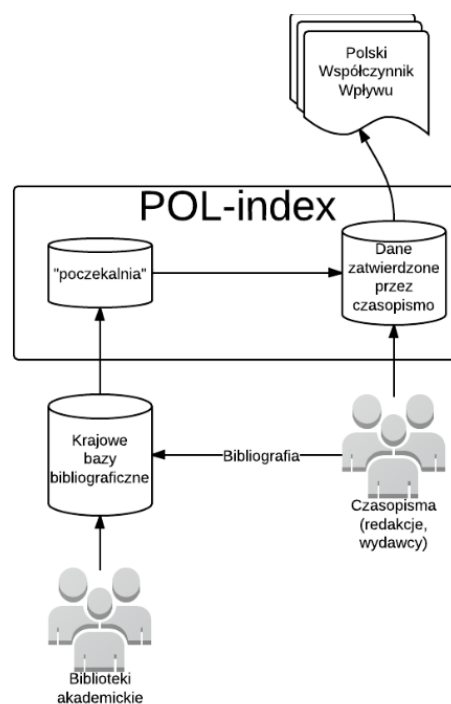 Polski
Współczynnik
Wpływu
POL-index
"poczekalnia"
Dane
zatwierdzone
przez
czasopismo
Krajowe
bazy
bibliograficzne
Bibliografia
Czasopisma
(redakcje,
wydawcy)
Biblioteki
akademickie